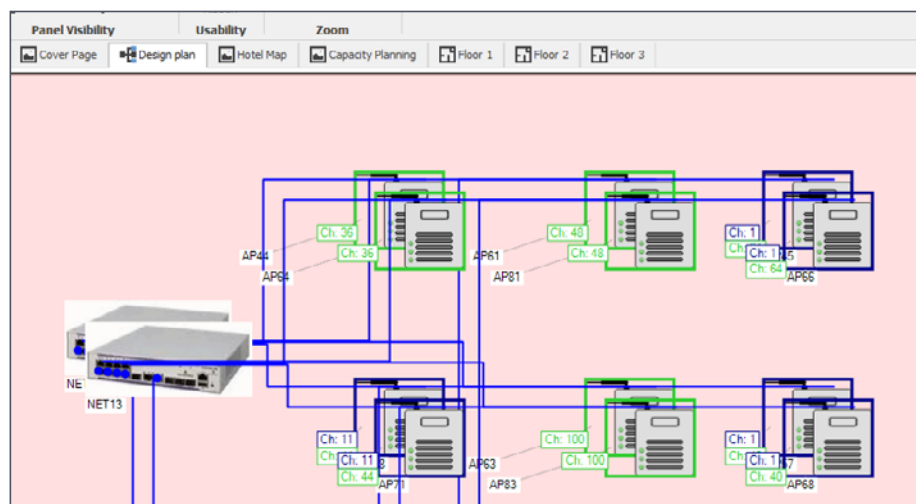 Panel Visibility
Usability
Zoom
Cover Page
Design plan
Hotel Map
Capacity Planning
Floor 1
Floor 2
Floor 3
Ch: 36
Ch: 36
AP44
AP64
Ch: 48
Ch: 48
AP61
AP81
Ch: 1
Ch: 1
Ch: 64
AP66
NET13
Ch: 11
Ch: 11
Ch: 44
AP71
Ch: 100
Ch: 100
AP63
AP83
Ch: 1
Ch: 1
Ch: 40
AP68